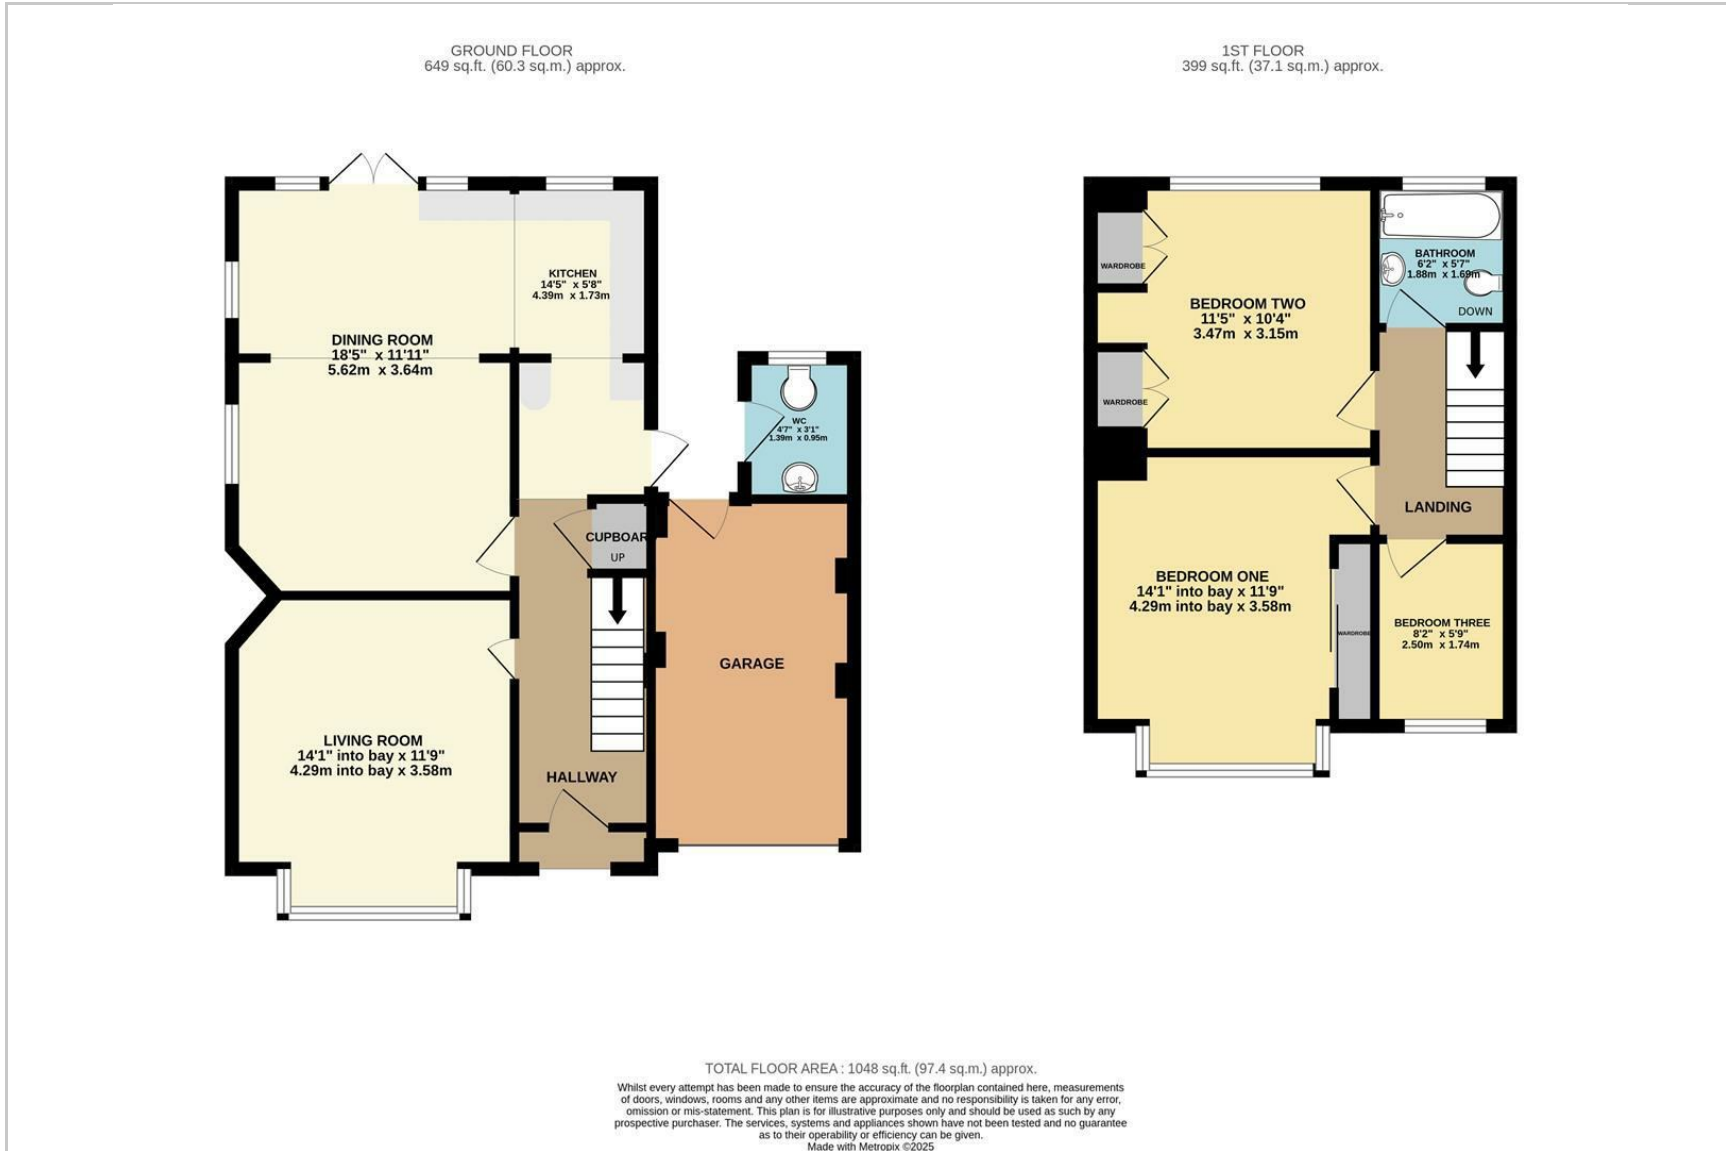 GROUND FLOOR
649 sq.ft. (60.3 sq.m.) approx.
1ST FLOOR
399 sq.ft. (37.1 sq.m.) approx.
KITCHEN
14'5" x 5'8"
4.39m x 1.73m
DINING ROOM
18'5" x 11'11"
5.62m x 3.64m
WC
4'7" x 3'1"
1.39m x 0.95m
CUPBOAR
UP
GARAGE
LIVING ROOM
14'1" into bay x 11'9"
4.29m into bay x 3.58m
HALLWAY
WARDROBE
BEDROOM TWO
11'5" x 10'4"
3.47m x 3.15m
WARDROBE
BATHROOM
6'2" x 5'7"
1.88m x 1.69m
DOWN
LANDING
BEDROOM ONE
14'1" into bay x 11'9"
4.29m into bay x 3.58m
WARDROBE
BEDROOM THREE
8'2" x 5'9"
2.50m x 1.74m
TOTAL FLOOR AREA : 1048 sq.ft. (97.4 sq.m.) approx.
Whilst every attempt has been made to ensure the accuracy of the floorplan contained here, measurements
of doors, windows, rooms and any other items are approximate and no responsibility is taken for any error,
omission or mis-statement. This plan is for illustrative purposes only and should be used as such by any
prospective purchaser. The services, systems and appliances shown have not been tested and no guarantee
as to their operability or efficiency can be given.
Made with Metropix ©2025